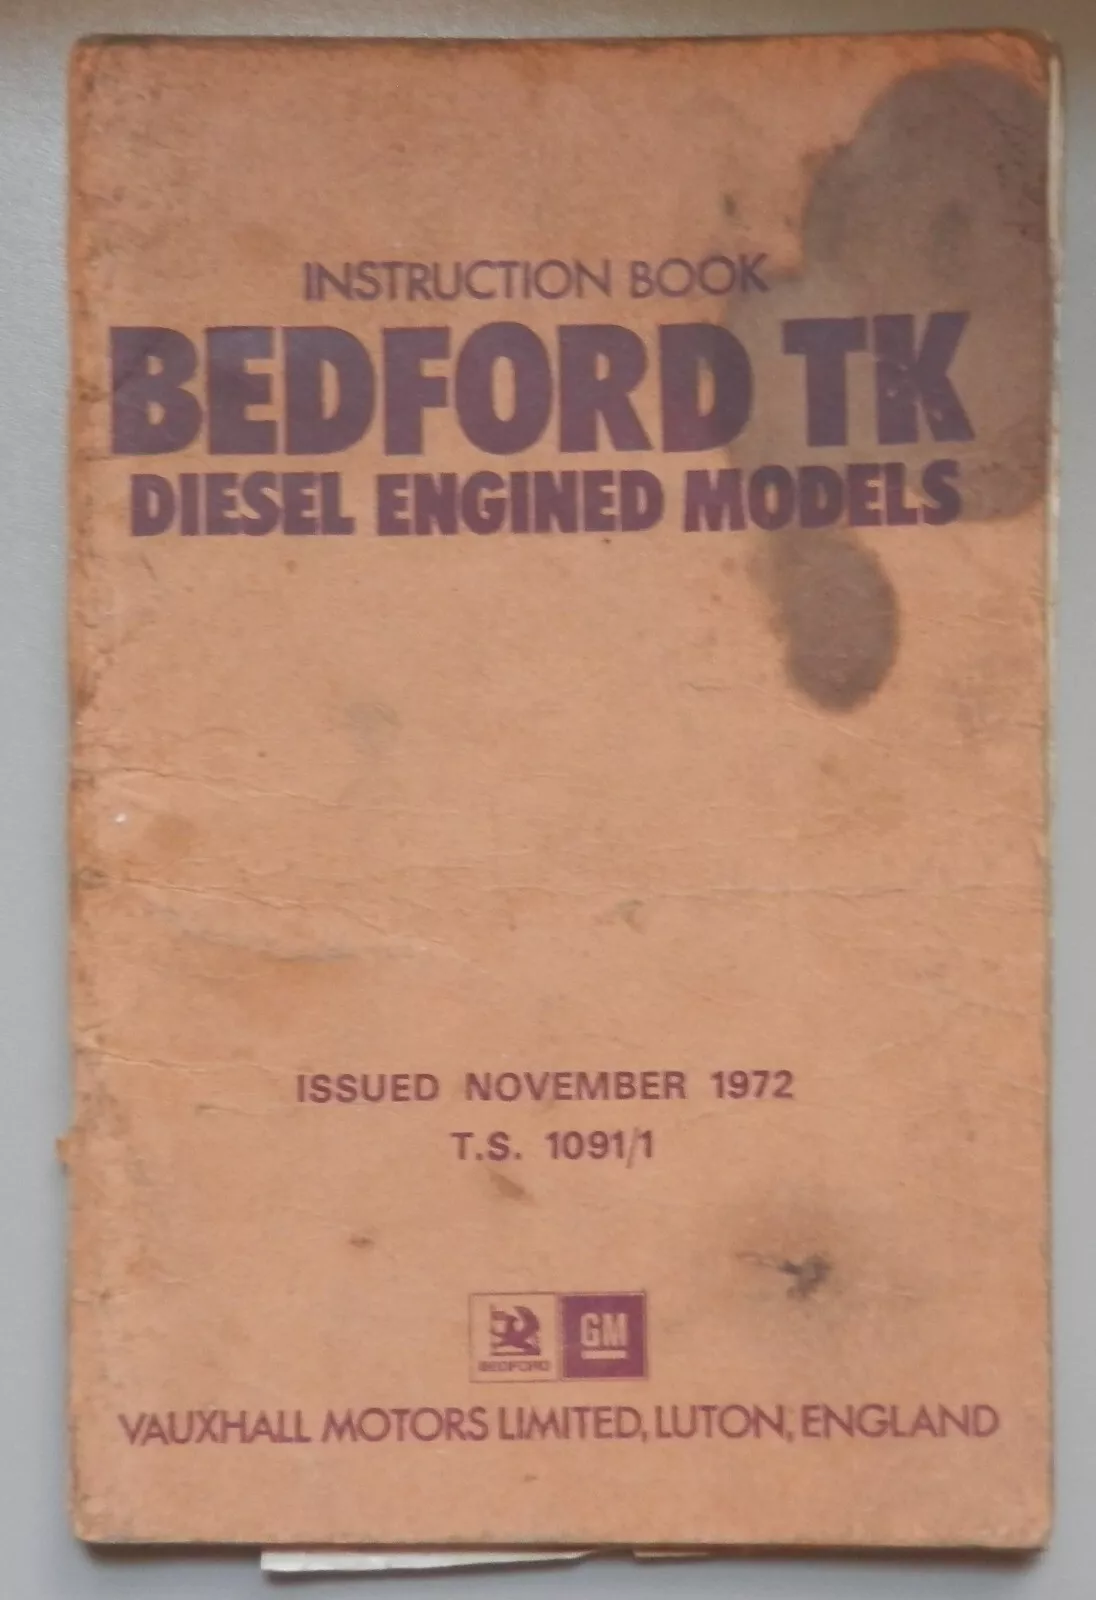 INSTRUCTION BOOK
BEDFORD TK
DIESEL ENGINED MODELS
ISSUED NOVEMBER 1972
T.S. 1091/1
BEDFORD GM
VAUXHALL MOTORS LIMITED, LUTON, ENGLAND